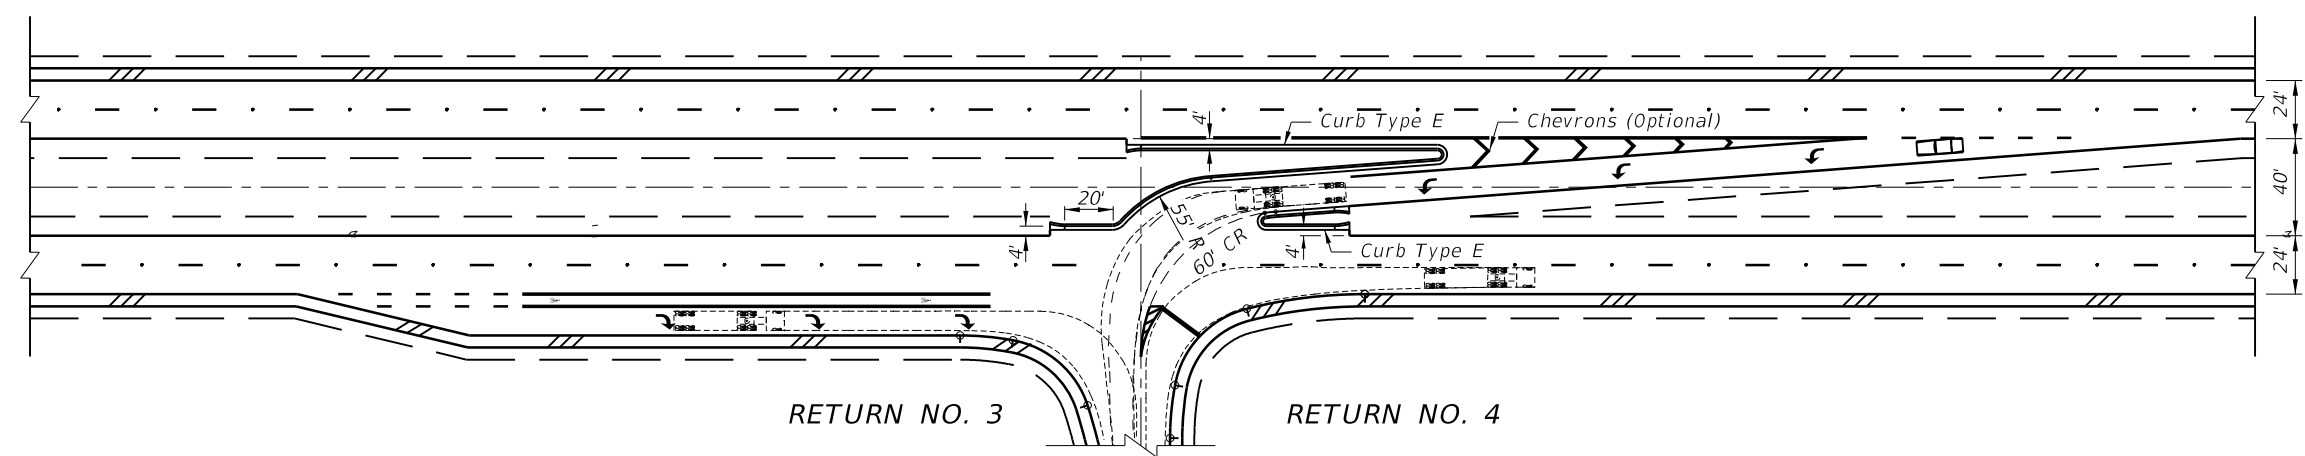 4'
Curb Type E
Chevrons (Optional)
24'
20'
55' R
40'
4'
60' CR
4'
Curb Type E
24'
RETURN NO. 3
RETURN NO. 4